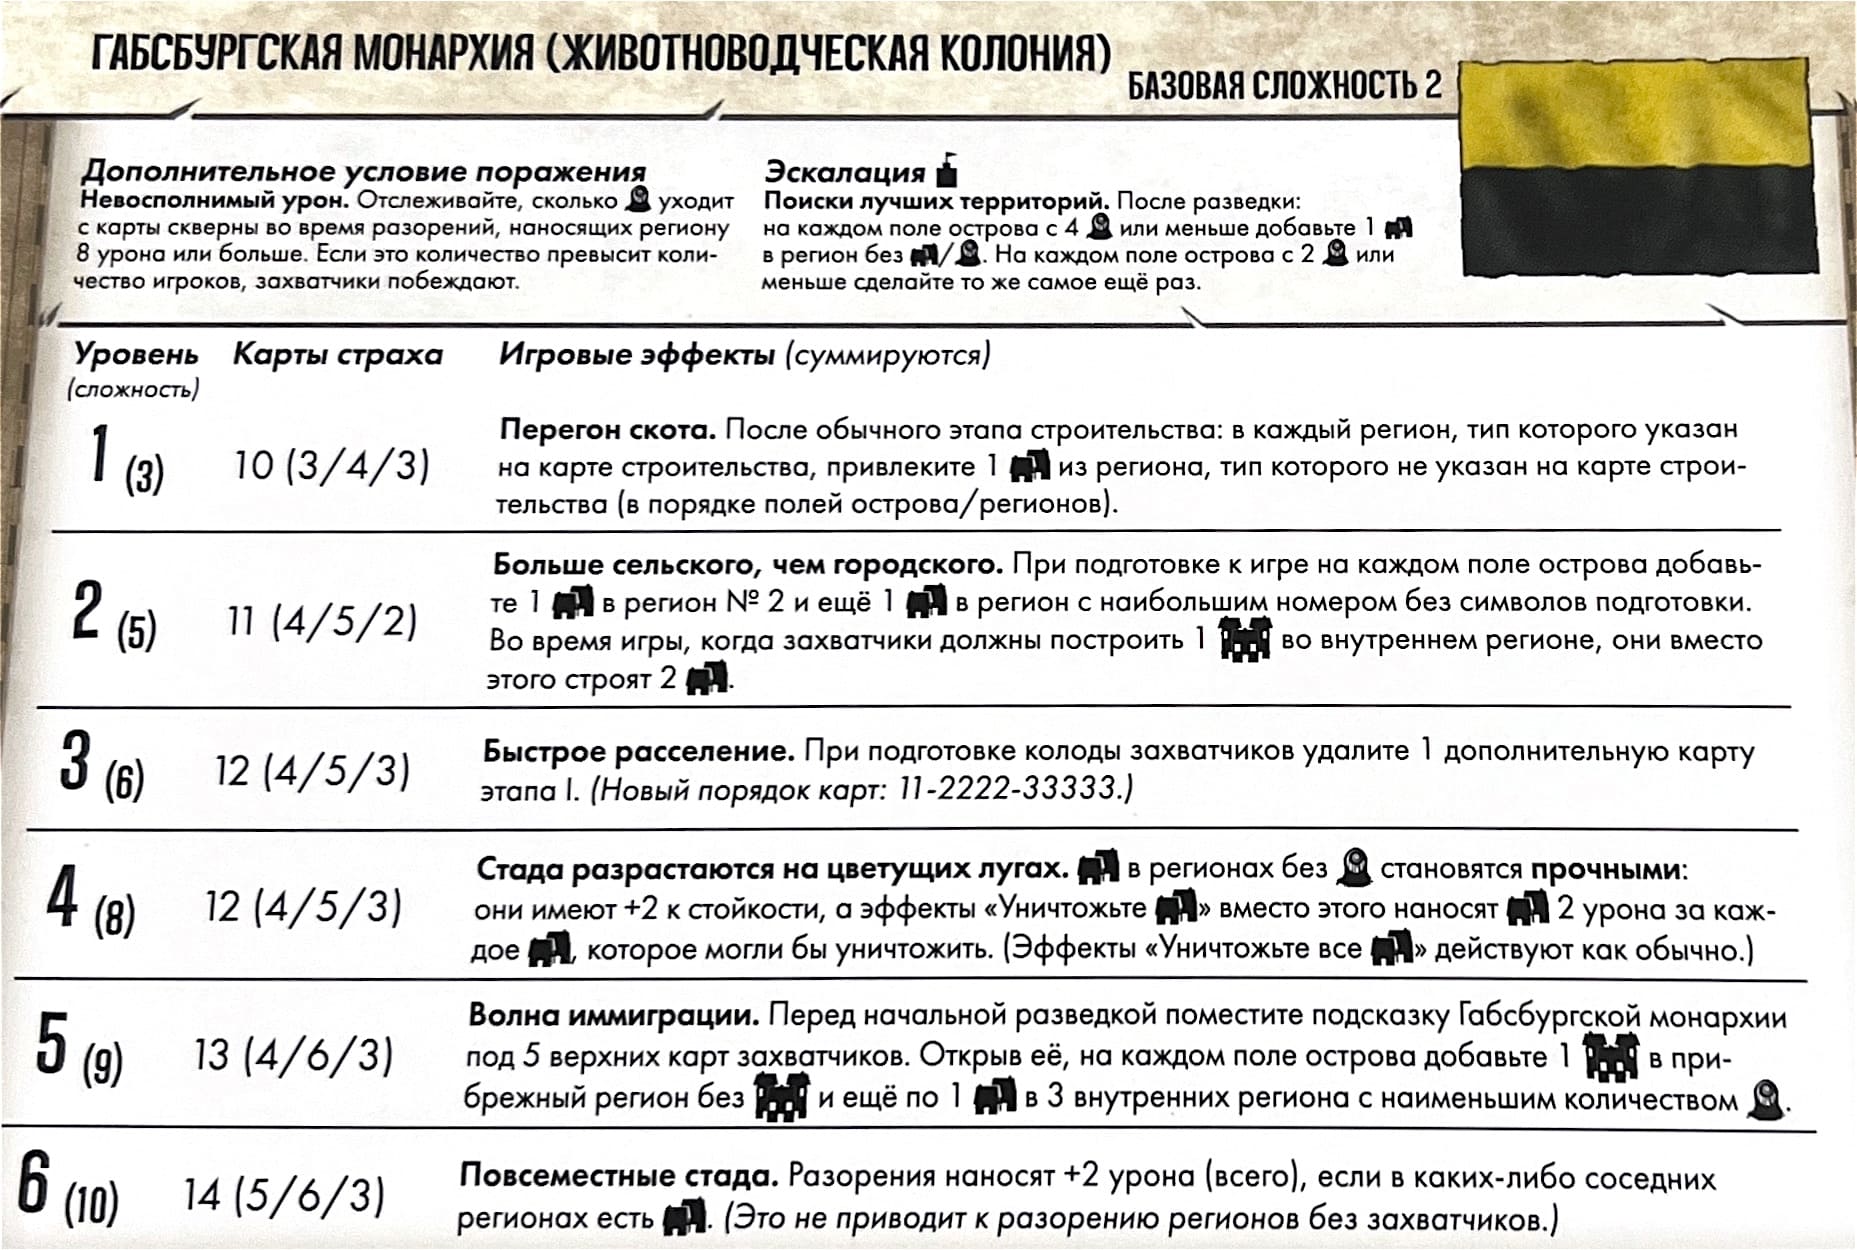 ГАБСБУРГСКАЯ МОНАРХИЯ (ЖИВОТНОВОДЧЕСКАЯ КОЛОНИЯ)
БАЗОВАЯ СЛОЖНОСТЬ 2
Дополнительное условие поражения
Невосполнимый урон. Отслеживайте, сколько уходит
с карты скверны во время разорений, наносящих региону
8 урона или больше. Если это количество превысит коли-
чество игроков, захватчики побеждают.
Эскалация
Поиски лучших территорий. После разведки:
на каждом поле острова с 4 или меньше добавьте 1
в регион без / . На каждом поле острова с 2 или
меньше сделайте то же самое ещё раз.
Уровень Карты страха Игровые эффекты (суммируются)
(сложность)
1 (3) 10 (3/4/3) Перегон скота. После обычного этапа строительства: в каждый регион, тип которого указан
на карте строительства, привлеките 1 из региона, тип которого не указан на карте строи-
тельства (в порядке полей острова/регионов).
2 (5) 11 (4/5/2) Больше сельского, чем городского. При подготовке к игре на каждом поле острова добавь-
те 1 в регион № 2 и ещё 1 в регион с наибольшим номером без символов подготовки.
Во время игры, когда захватчики должны построить 1 во внутреннем регионе, они вместо
этого строят 2 .
3 (6) 12 (4/5/3) Быстрое расселение. При подготовке колоды захватчиков удалите 1 дополнительную карту
этапа I. (Новый порядок карт: 11-2222-33333.)
4 (8) 12 (4/5/3) Стада разрастаются на цветущих лугах. в регионах без становятся прочными:
они имеют +2 к стойкости, а эффекты «Уничтожьте » вместо этого наносят 2 урона за каж-
дое , которое могли бы уничтожить. (Эффекты «Уничтожьте все » действуют как обычно.)
5 (9) 13 (4/6/3) Волна иммиграции. Перед начальной разведкой поместите подсказку Габсбургской монархии
под 5 верхних карт захватчиков. Открыв её, на каждом поле острова добавьте 1 в при-
брежный регион без и ещё по 1 в 3 внутренних региона с наименьшим количеством .
6 (10) 14 (5/6/3) Повсеместные стада. Разорения наносят +2 урона (всего), если в каких-либо соседних
регионах есть . (Это не приводит к разорению регионов без захватчиков.)